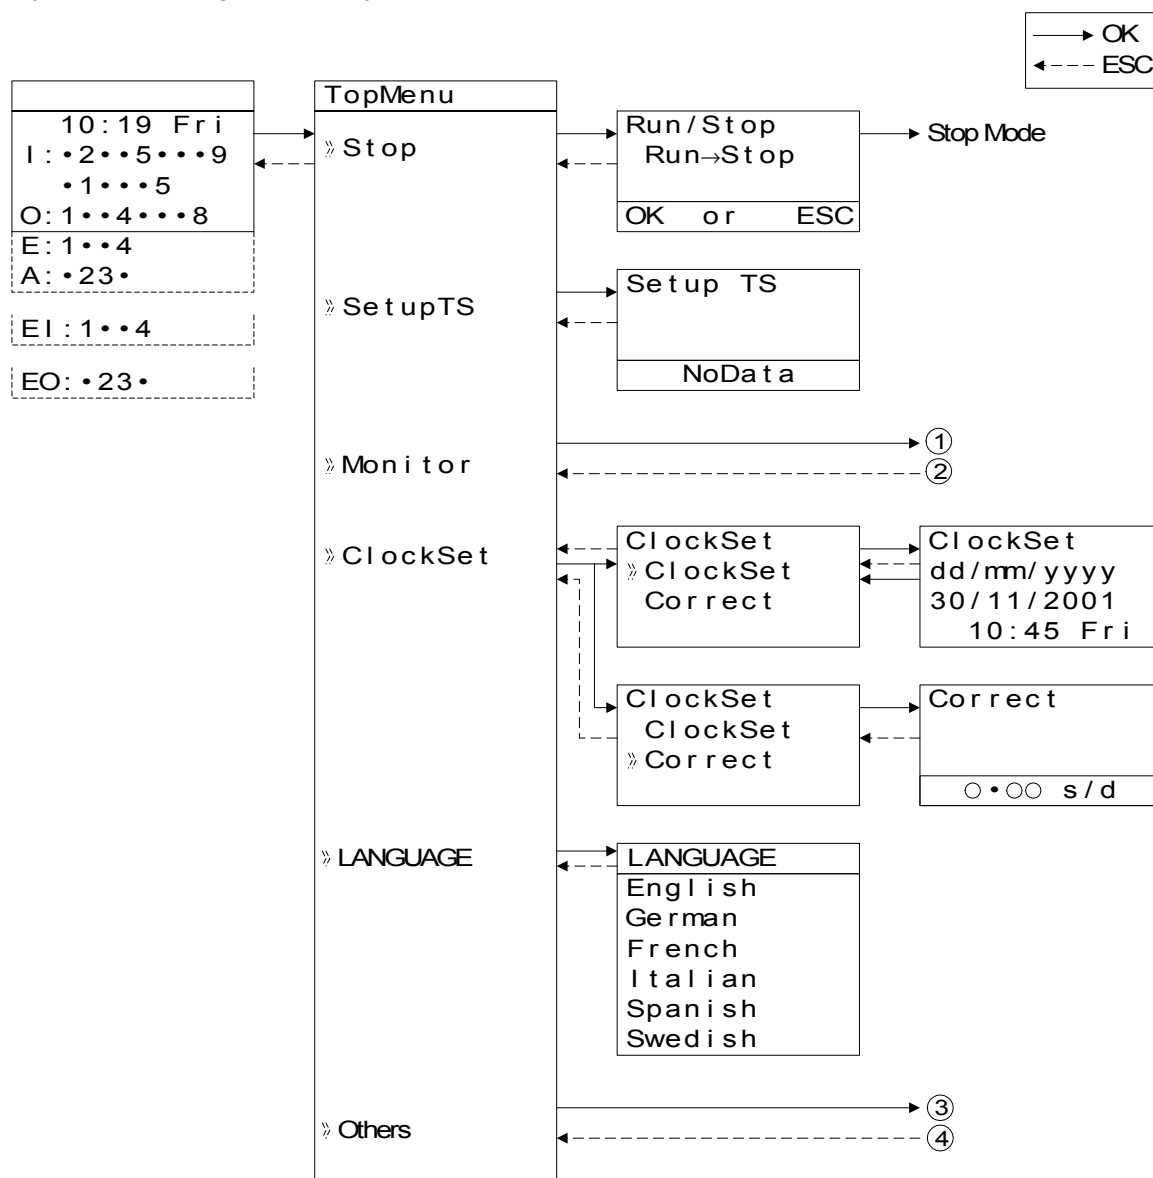 OK
ESC
10:19 Fri
I:•2••5•••9
•1•••5
O:1••4•••8
E:1••4
A:•23•
EI:1••4
EO:•23•
TopMenu
»Stop
»SetupTS
»Monitor
»ClockSet
»LANGUAGE
»Others
Run/Stop
Run→Stop
OK or ESC
Stop Mode
Setup TS
NoData
①
②
ClockSet
»ClockSet
Correct
ClockSet
dd/mm/yyyy
30/11/2001
10:45 Fri
ClockSet
ClockSet
»Correct
Correct
○•○○ s/d
LANGUAGE
English
German
French
Italian
Spanish
Swedish
③
④